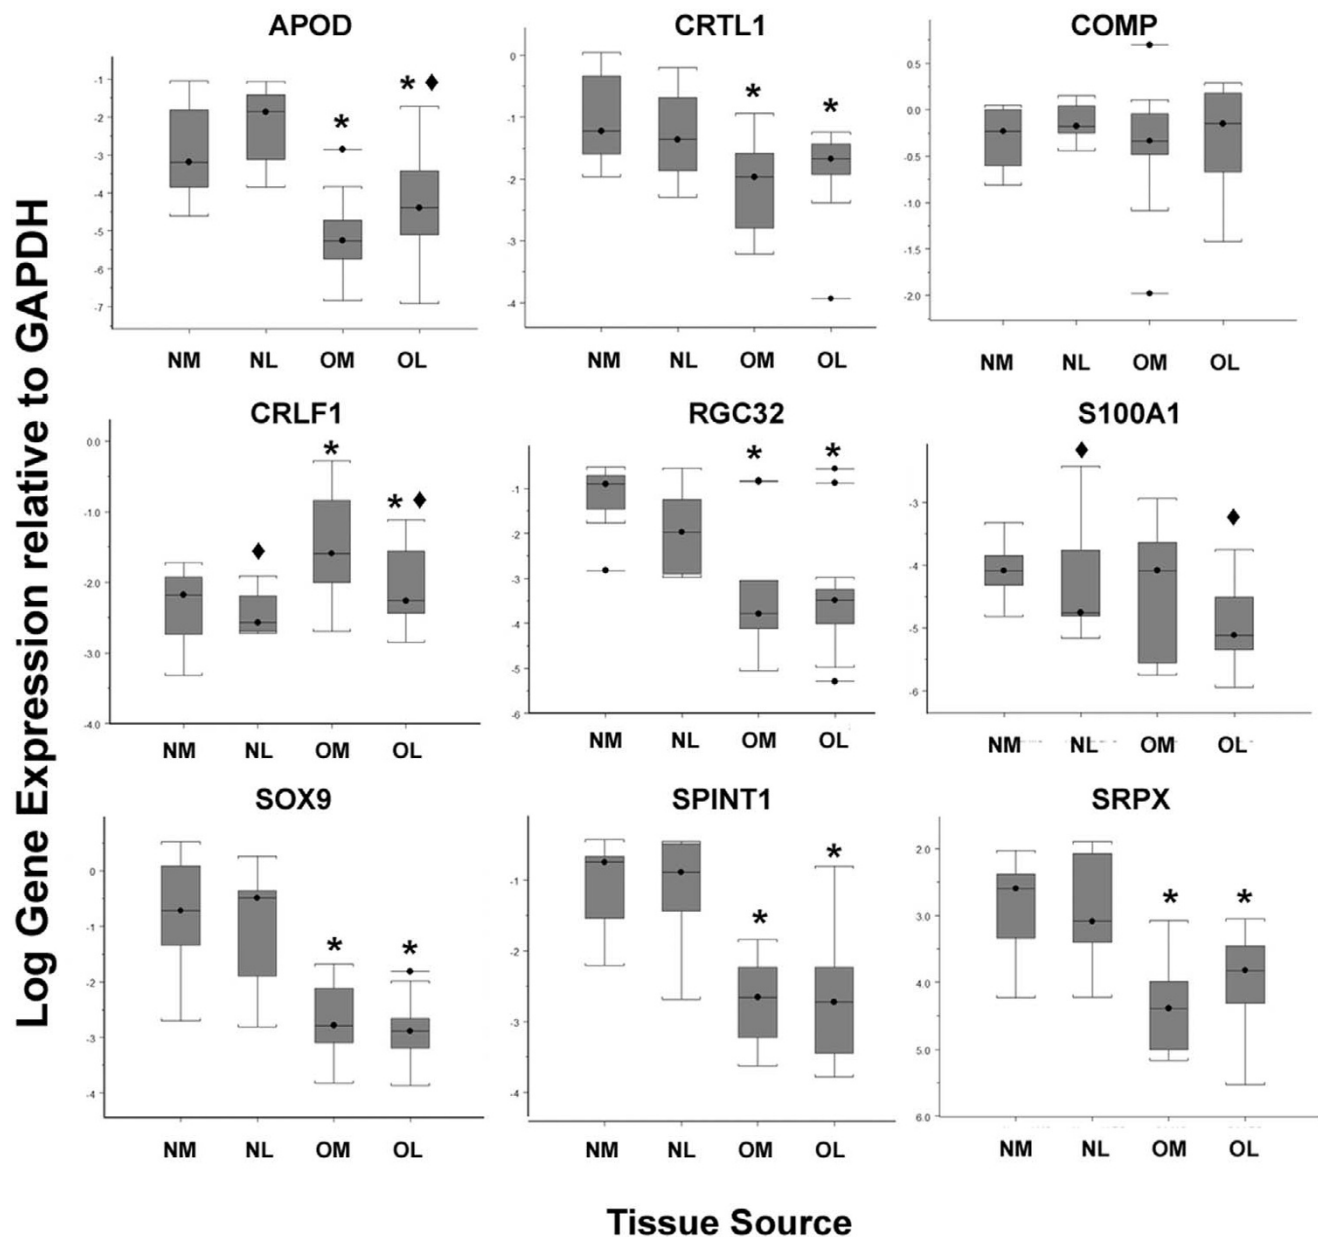 Log Gene Expression relative to GAPDH
APOD
-1
-2
-3
-4
-5
-6
-7
* * ♦
NM NL OM OL
CRTL1
0
-1
-2
-3
-4
* *
NM NL OM OL
COMP
0.5
0.0
-0.5
-1.0
-1.5
-2.0
NM NL OM OL
CRLF1
0.0
-1.0
-2.0
-3.0
-4.0
♦ * * ♦
NM NL OM OL
RGC32
-1
-2
-3
-4
-5
-6
* *
NM NL OM OL
S100A1
-3
-4
-5
-6
♦ ♦
NM NL OM OL
SOX9
0
-1
-2
-3
-4
* *
NM NL OM OL
SPINT1
-1
-2
-3
-4
* *
NM NL OM OL
SRPX
2.0
3.0
4.0
5.0
6.0
* *
NM NL OM OL
Tissue Source